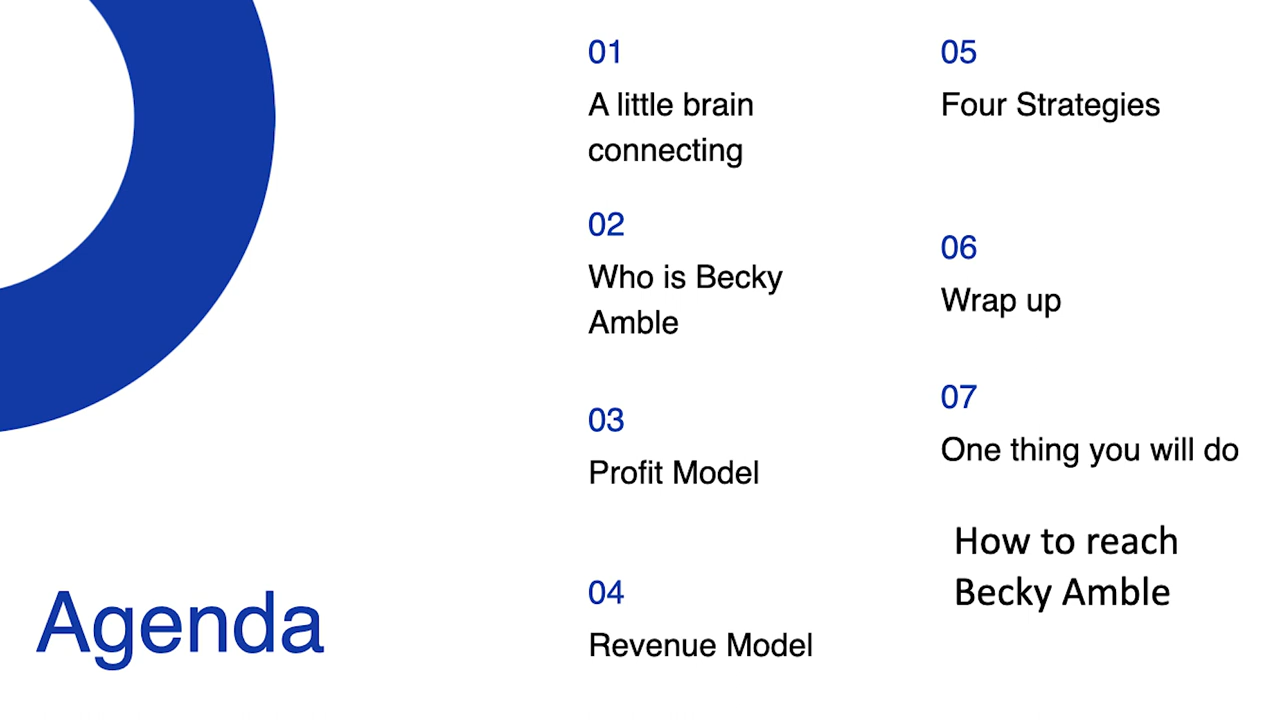 Agenda
01
A little brain
connecting
02
Who is Becky
Amble
03
Profit Model
04
Revenue Model
05
Four Strategies
06
Wrap up
07
One thing you will do
How to reach
Becky Amble